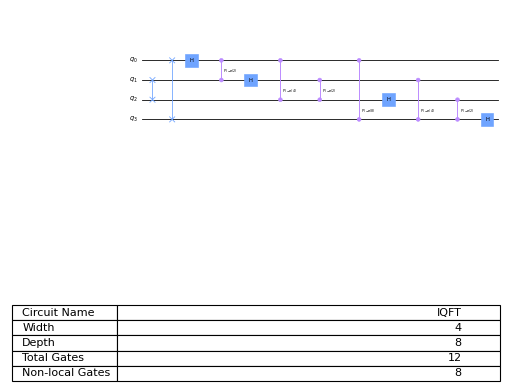 q₀ H
P (-π/2)
q₁ H
P (-π/4) P (-π/2)
q₂ H
P (-π/8) P (-π/4) P (-π/2)
q₃ H
Circuit Name IQFT
Width 4
Depth 8
Total Gates 12
Non-local Gates 8